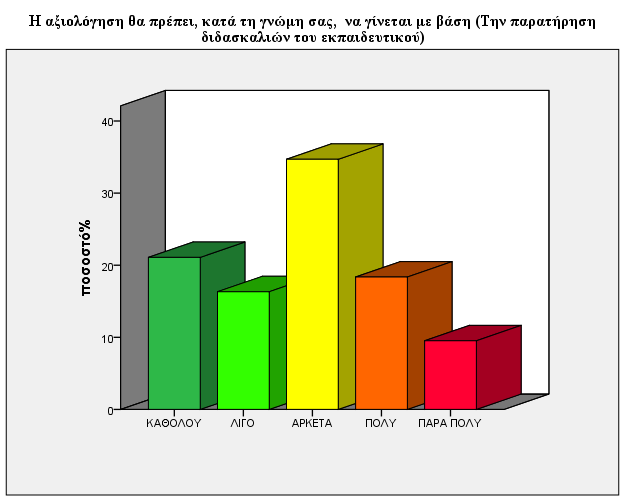 Η αξιολόγηση θα πρέπει, κατά τη γνώμη σας, να γίνεται με βάση (Την παρατήρηση
διδασκαλιών του εκπαιδευτικού)
40
30
20
10
0
ποσοστό%
ΚΑΘΟΛΟΥ ΛΙΓΟ ΑΡΚΕΤΑ ΠΟΛΥ ΠΑΡΑ ΠΟΛΥ